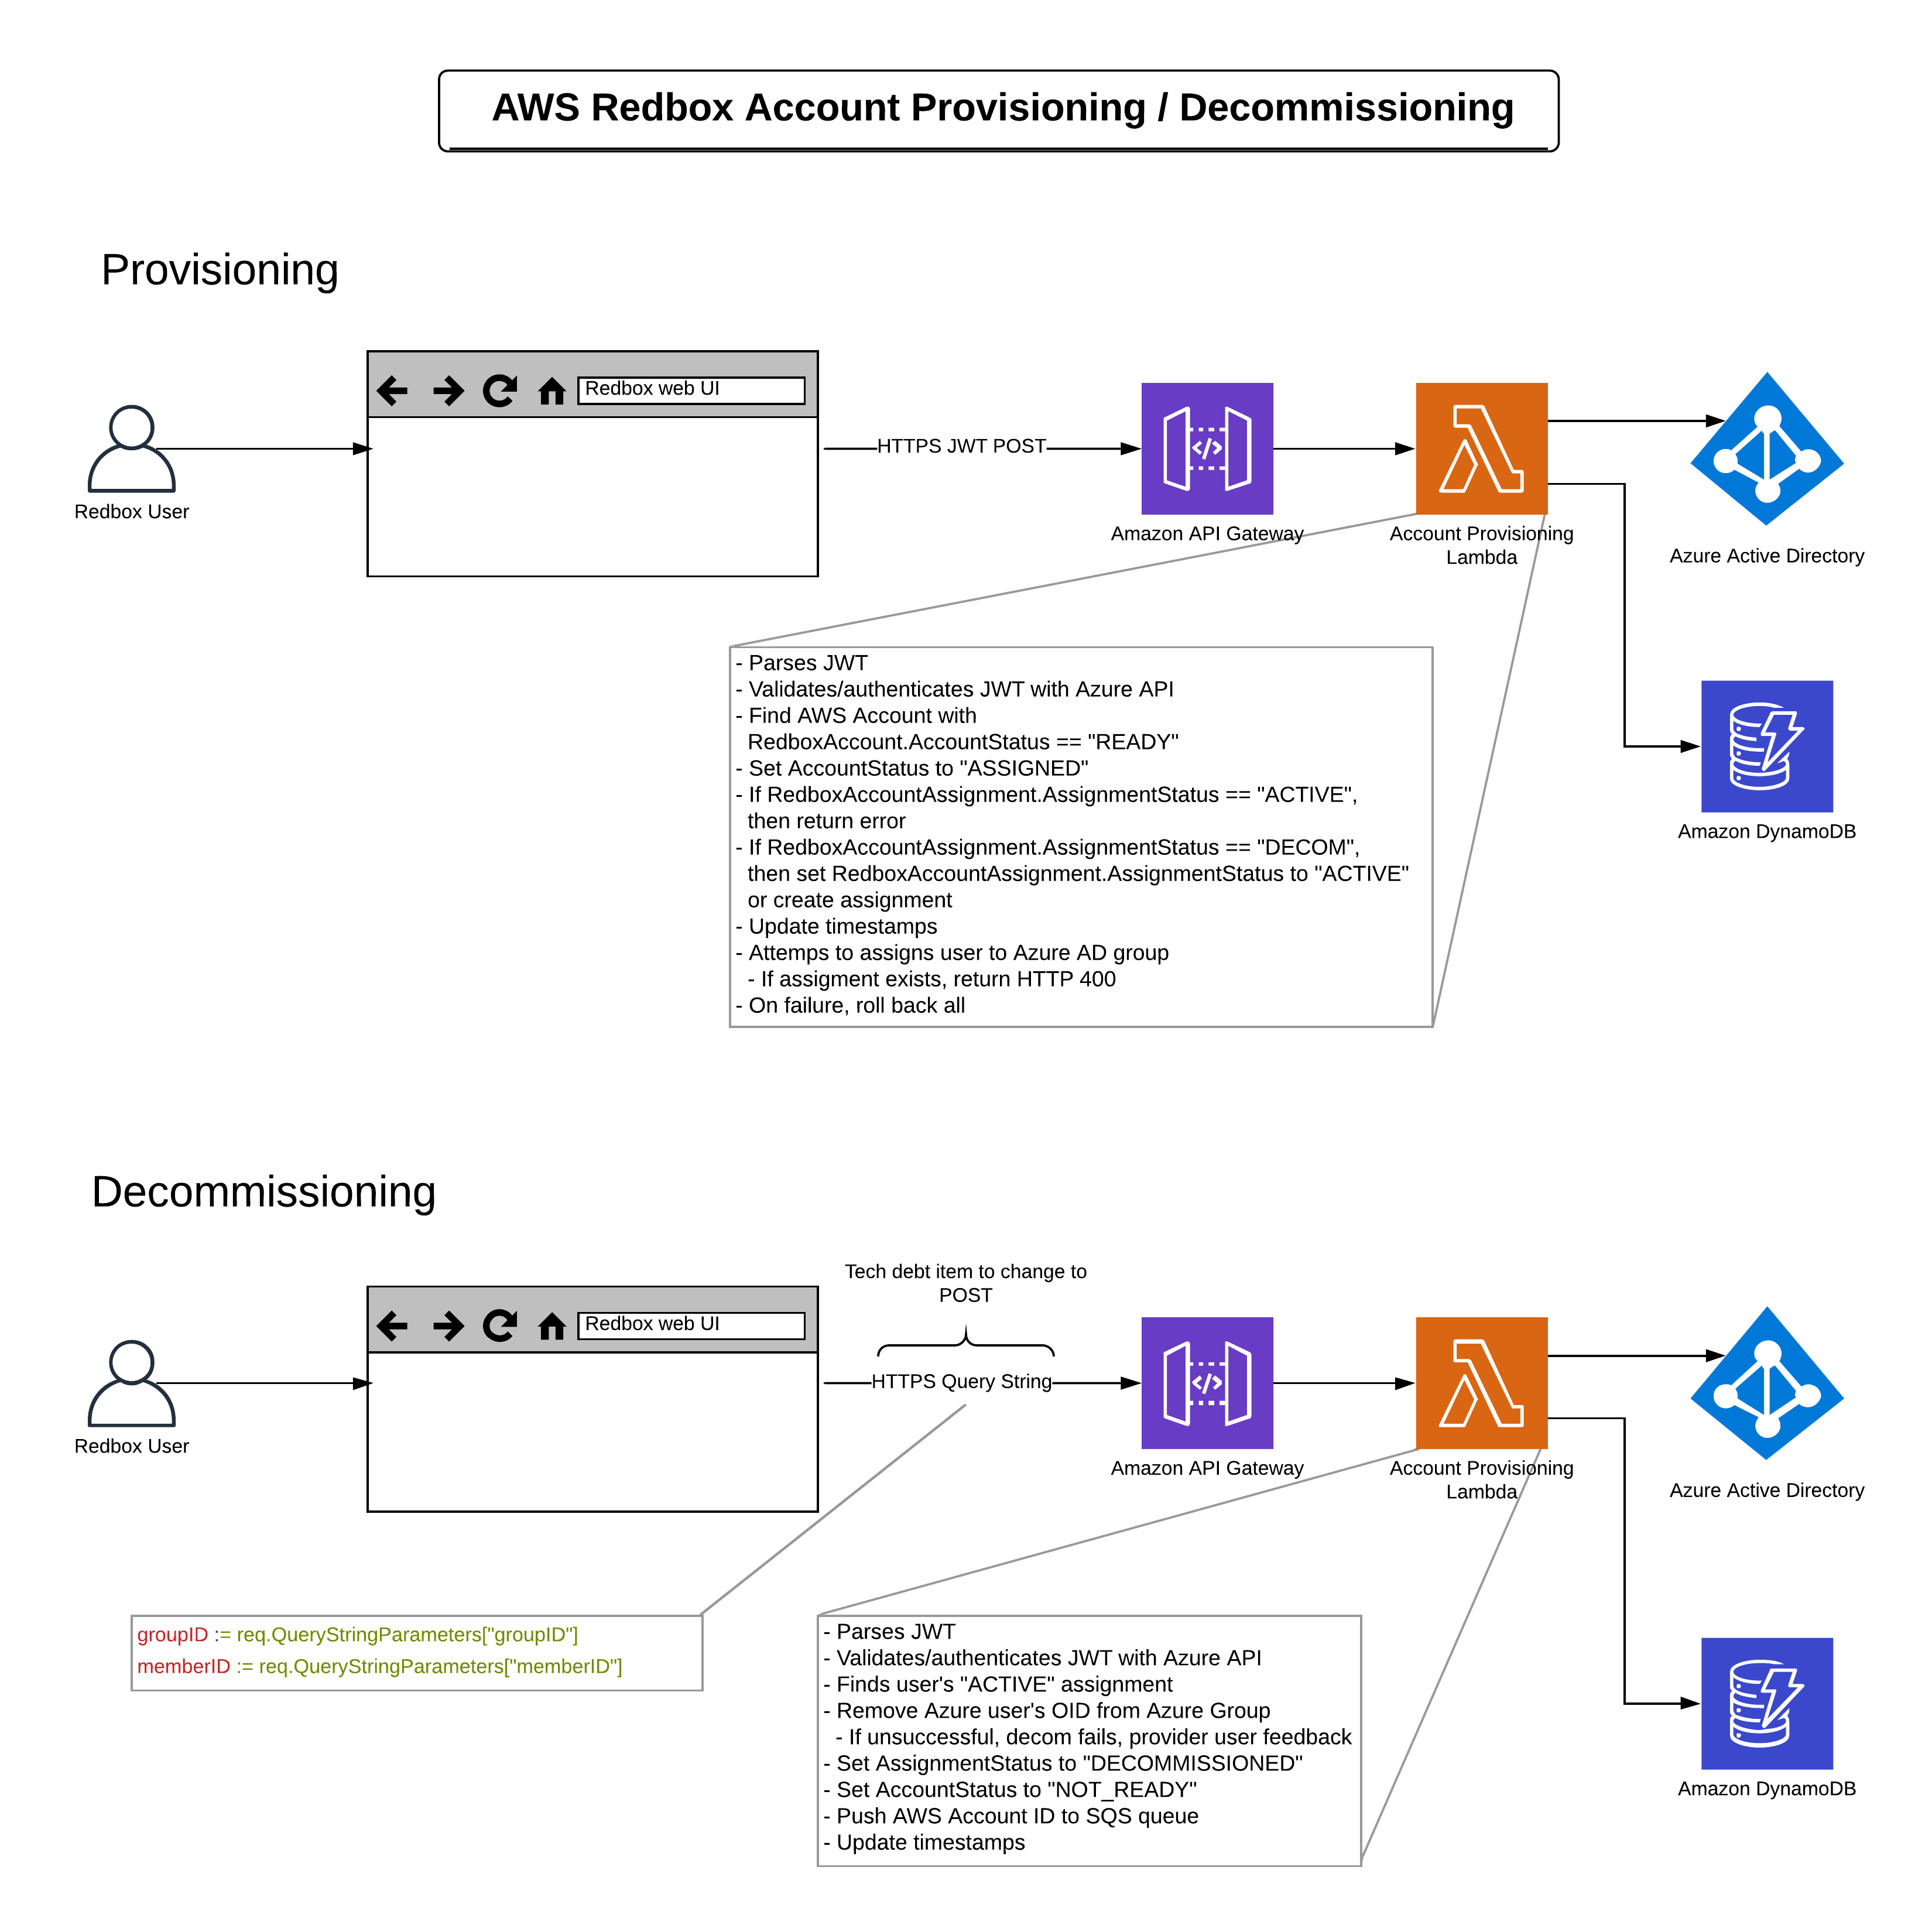 AWS Redbox Account Provisioning / Decommissioning
Provisioning
Redbox web UI
HTTPS JWT POST
Redbox User
Amazon API Gateway
Account Provisioning
Lambda
Azure Active Directory
- Parses JWT
- Validates/authenticates JWT with Azure API
- Find AWS Account with
RedboxAccount.AccountStatus == "READY"
- Set AccountStatus to "ASSIGNED"
- If RedboxAccountAssignment.AssignmentStatus == "ACTIVE",
then return error
- If RedboxAccountAssignment.AssignmentStatus == "DECOM",
then set RedboxAccountAssignment.AssignmentStatus to "ACTIVE"
or create assignment
- Update timestamps
- Attemps to assigns user to Azure AD group
- If assigment exists, return HTTP 400
- On failure, roll back all
Amazon DynamoDB
Decommissioning
Tech debt item to change to
POST
Redbox web UI
HTTPS Query String
Redbox User
Amazon API Gateway
Account Provisioning
Lambda
Azure Active Directory
groupID := req.QueryStringParameters["groupID"]
memberID := req.QueryStringParameters["memberID"]
- Parses JWT
- Validates/authenticates JWT with Azure API
- Finds user's "ACTIVE" assignment
- Remove Azure user's OID from Azure Group
- If unsuccessful, decom fails, provider user feedback
- Set AssignmentStatus to "DECOMMISSIONED"
- Set AccountStatus to "NOT_READY"
- Push AWS Account ID to SQS queue
- Update timestamps
Amazon DynamoDB